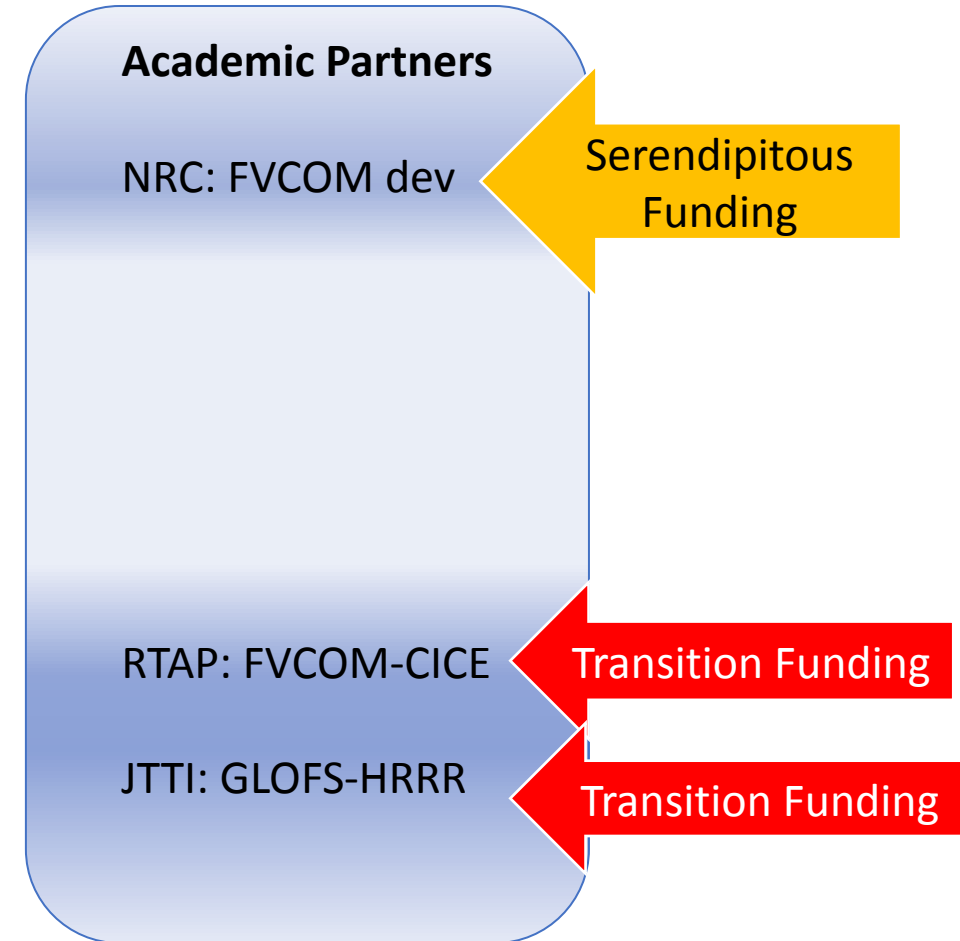 Academic Partners
NRC: FVCOM dev
Serendipitous
Funding
RTAP: FVCOM-CICE
Transition Funding
JTTI: GLOFS-HRRR
Transition Funding